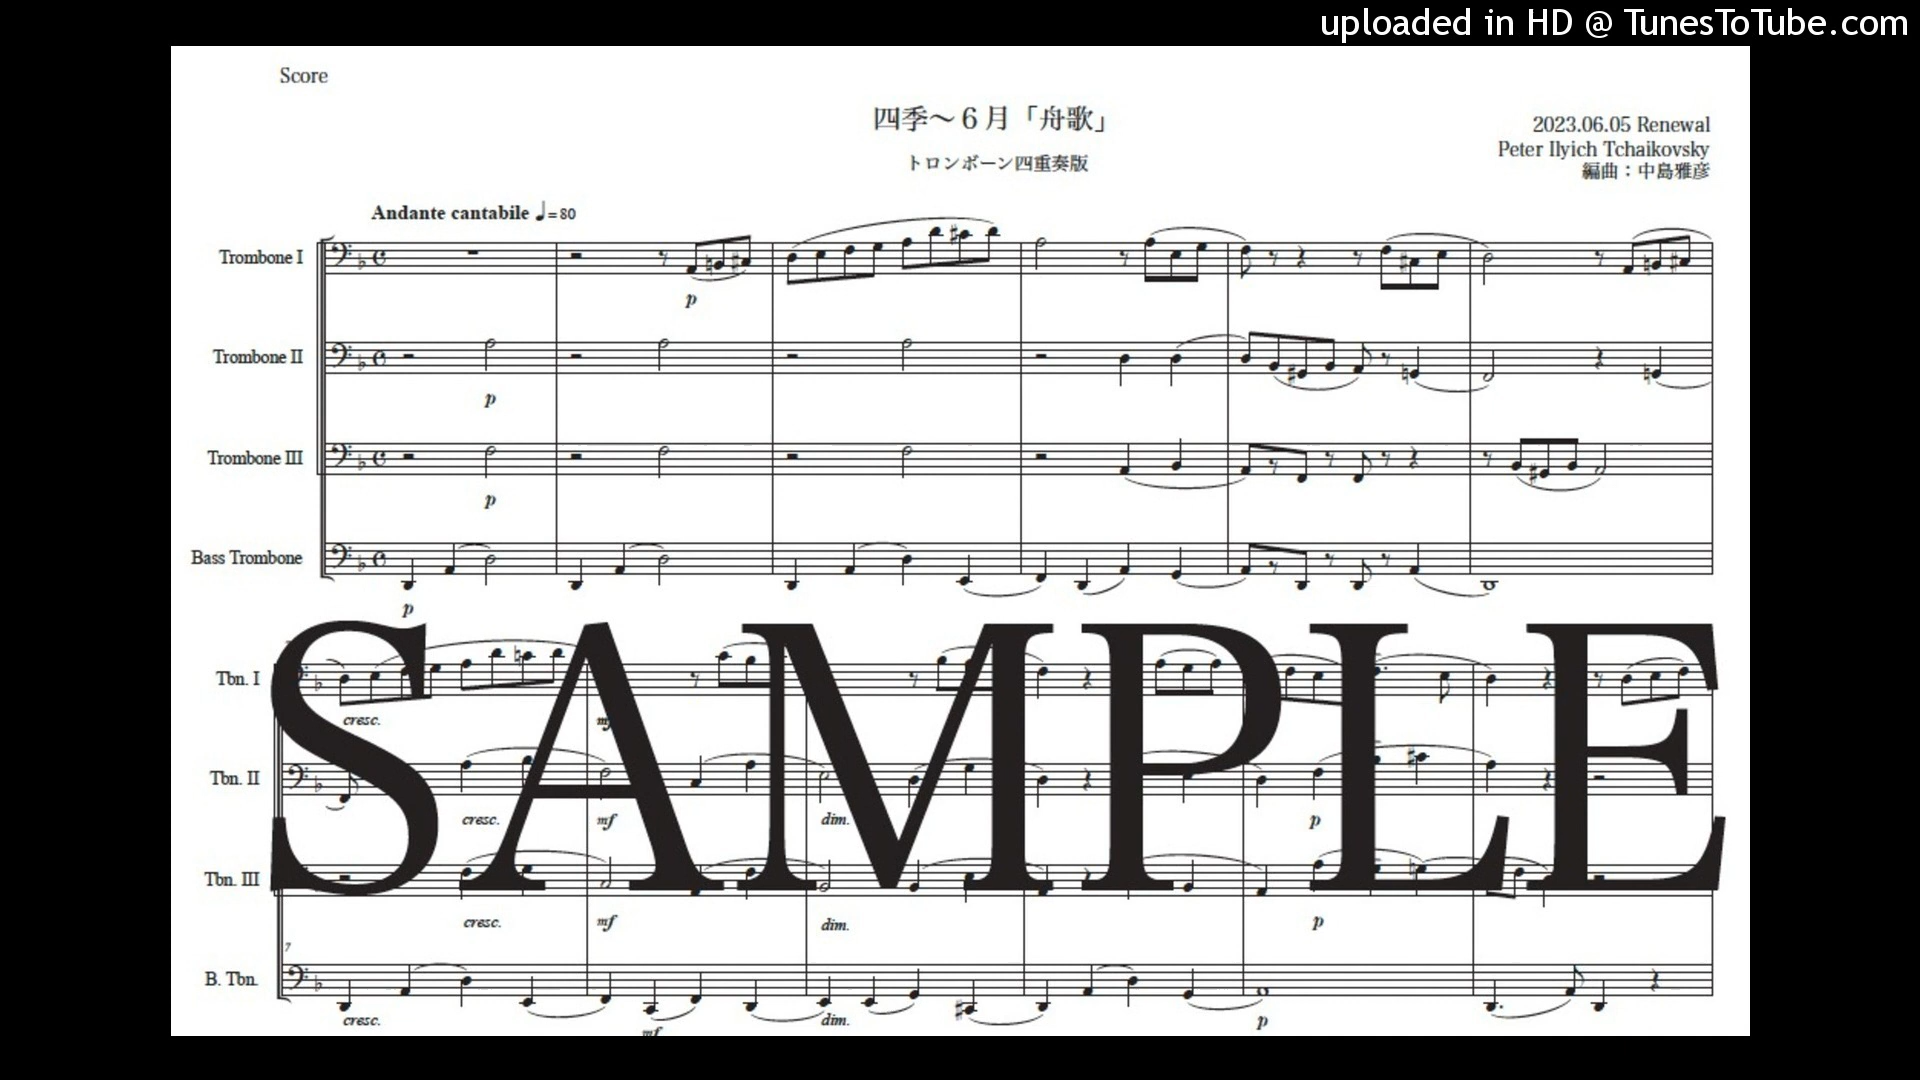 uploaded in HD @ TunesToTube.com
Score
四季～６月「舟歌」
トロンボーン四重奏版
2023.06.05 Renewal
Peter Ilyich Tchaikovsky
編曲：中島雅彦
Andante cantabile ♩=80
Trombone I
p
Trombone II
p
Trombone III
p
Bass Trombone
p
SAMPLE
Tbn. I
cresc.
mf
Tbn. II
cresc.
mf
dim.
p
Tbn. III
cresc.
mf
dim.
p
7
B. Tbn.
cresc.
mf
dim.
p